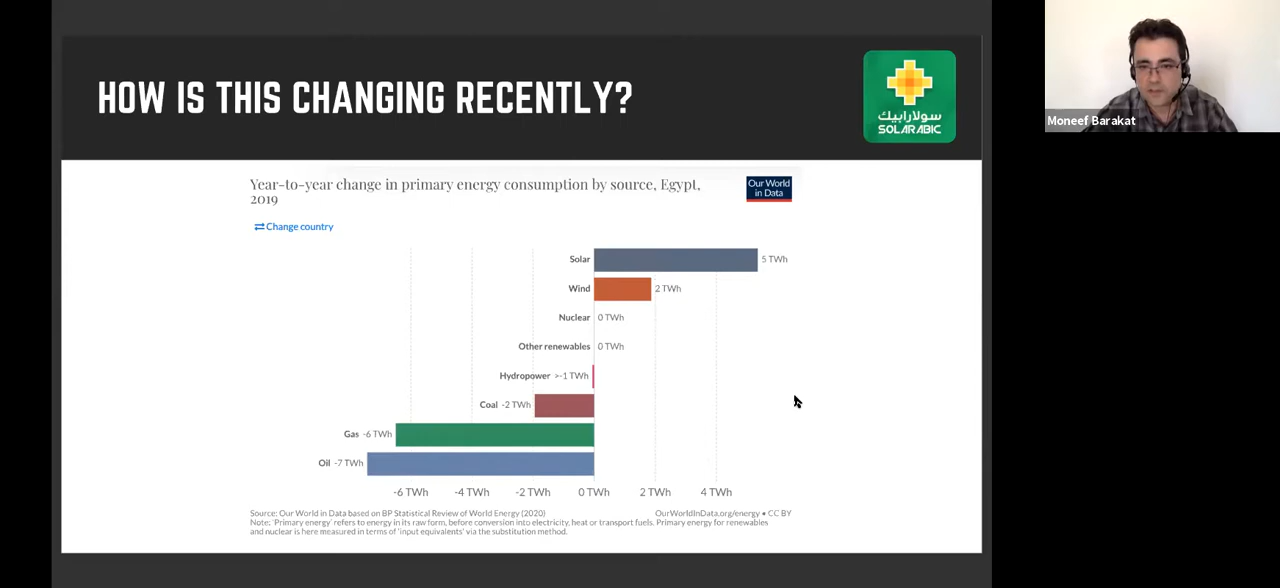 HOW IS THIS CHANGING RECENTLY?
سولارابيك
SOLARABIC
Moneef Barakat
Year-to-year change in primary energy consumption by source, Egypt,
2019
Our World
in Data
Change country
Solar 5 TWh
Wind 2 TWh
Nuclear 0 TWh
Other renewables 0 TWh
Hydropower >-1 TWh
Coal -2 TWh
Gas -6 TWh
Oil -7 TWh
-6 TWh -4 TWh -2 TWh 0 TWh 2 TWh 4 TWh
Source: Our World in Data based on BP Statistical Review of World Energy (2020) OurWorldInData.org/energy • CC BY
Note: 'Primary energy' refers to energy in its raw form, before conversion into electricity, heat or transport fuels. Primary energy for renewables
and nuclear is here measured in terms of 'input equivalents' via the substitution method.